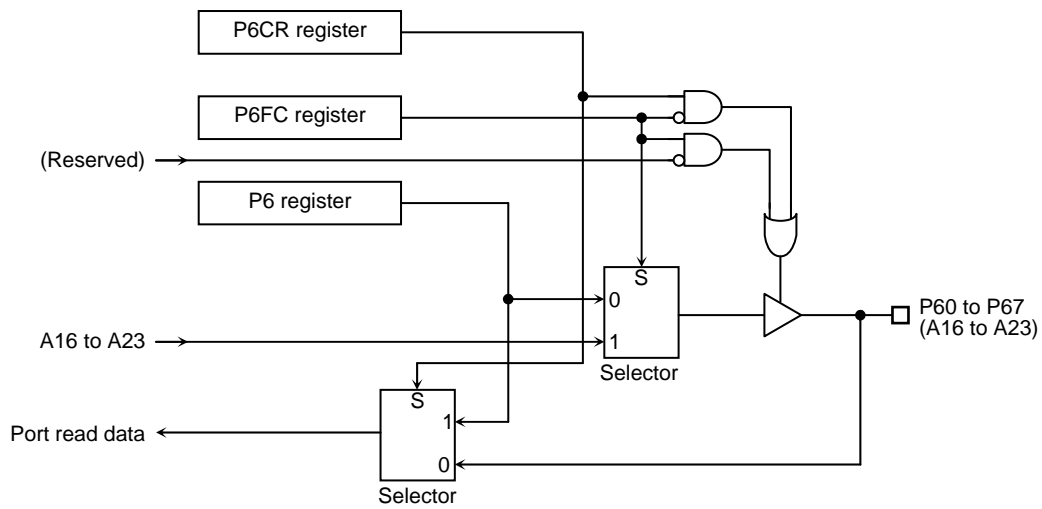 P6CR register
P6FC register
(Reserved)
P6 register
S
0
P60 to P67
(A16 to A23)
A16 to A23
1
Selector
S
1
Port read data
0
Selector